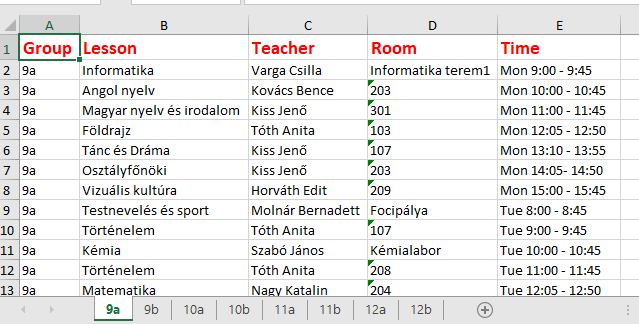 A B C D E
1 Group Lesson Teacher Room Time
2 9a Informatika Varga Csilla Informatika terem1 Mon 9:00 - 9:45
3 9a Angol nyelv Kovács Bence 203 Mon 10:00 - 10:45
4 9a Magyar nyelv és irodalom Kiss Jenő 301 Mon 11:00 - 11:45
5 9a Földrajz Tóth Anita 103 Mon 12:05 - 12:50
6 9a Tánc és Dráma Kiss Jenő 107 Mon 13:10 - 13:55
7 9a Osztályfőnöki Kiss Jenő 203 Mon 14:05- 14:50
8 9a Vizuális kultúra Horváth Edit 209 Mon 15:00 - 15:45
9 9a Testnevelés és sport Molnár Bernadett Focipálya Tue 8:00 - 8:45
10 9a Történelem Tóth Anita 107 Tue 9:00 - 9:45
11 9a Kémia Szabó János Kémialabor Tue 10:00 - 10:45
12 9a Történelem Tóth Anita 208 Tue 11:00 - 11:45
13 9a Matematika Nagy Katalin 204 Tue 12:05 - 12:50
9a 9b 10a 10b 11a 11b 12a 12b